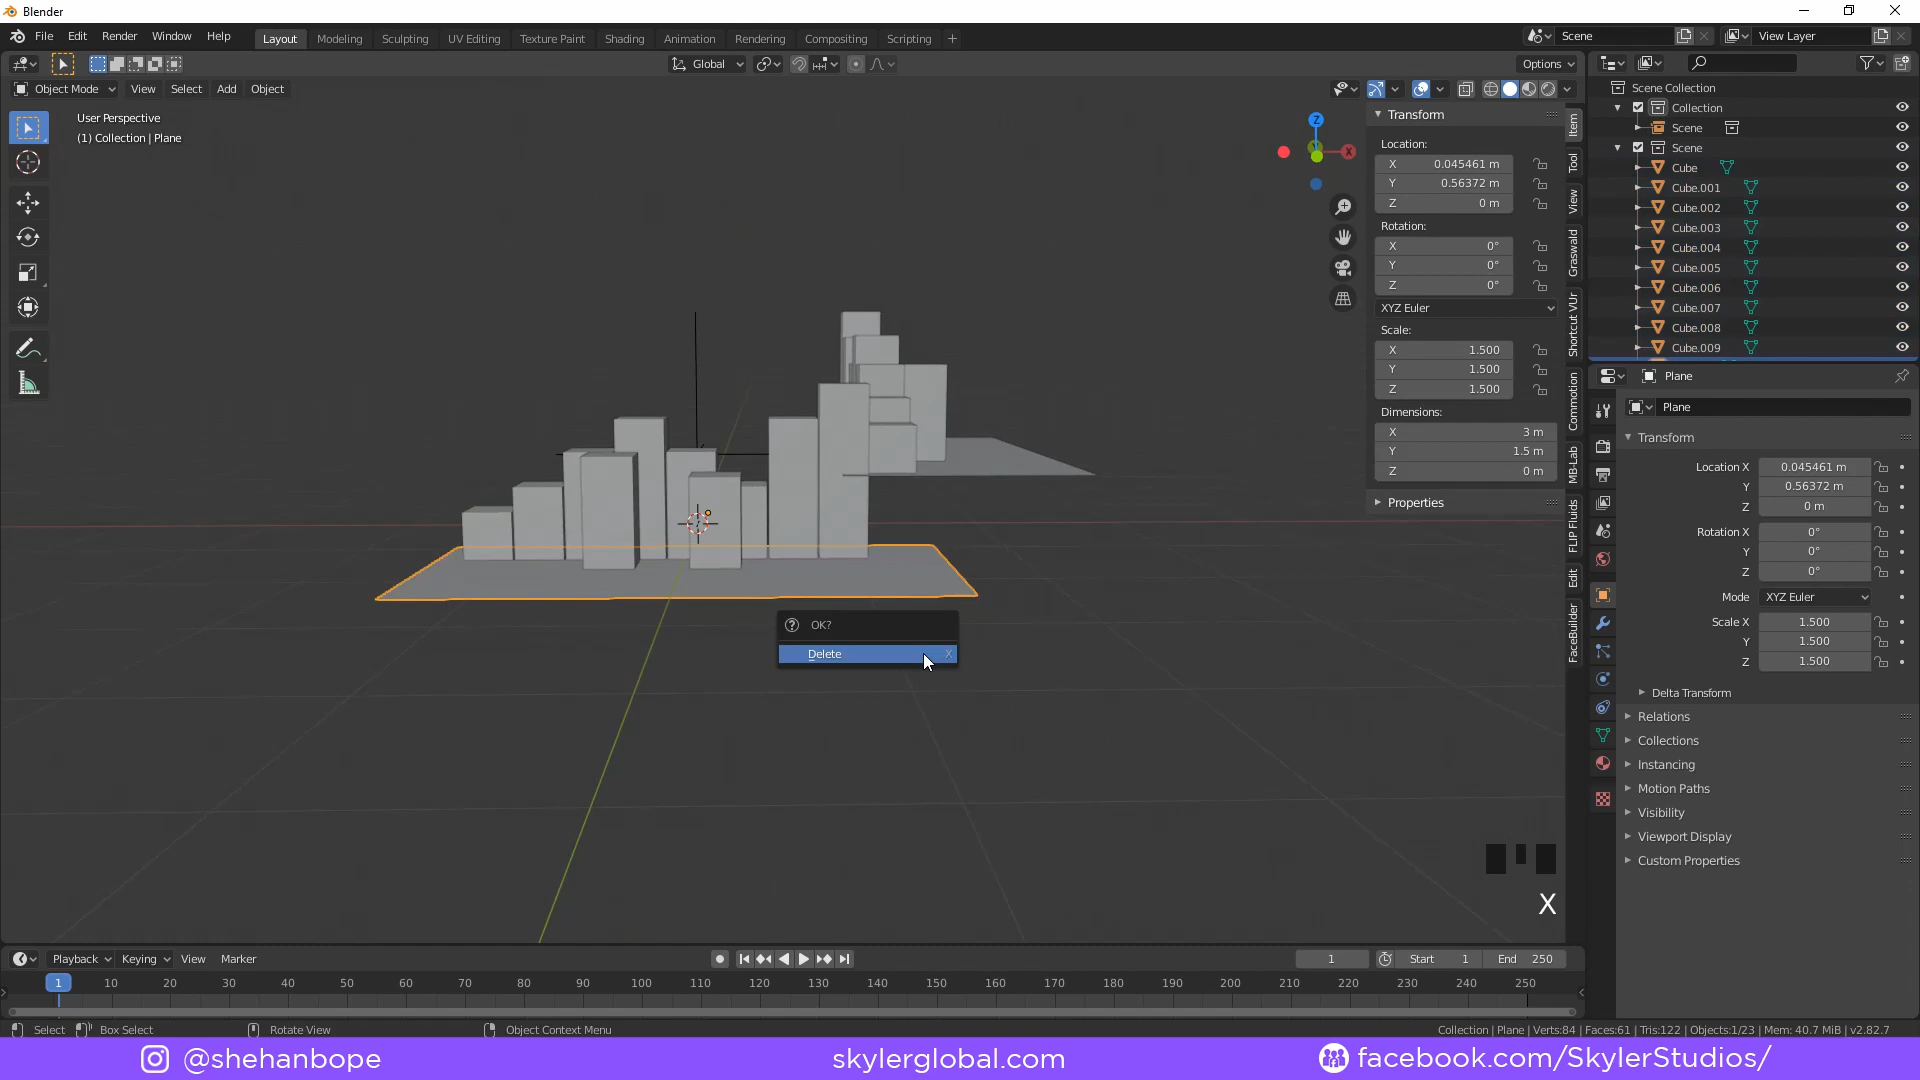 Blender
File Edit Render Window Help
Layout Modeling Sculpting UV Editing Texture Paint Shading Animation Rendering Compositing Scripting +
Scene View Layer
Global Options
Object Mode View Select Add Object
User Perspective
(1) Collection | Plane
Z
X
Transform
Location:
X 0.045461 m
Y 0.56372 m
Z 0 m
Rotation:
X 0°
Y 0°
Z 0°
XYZ Euler
Scale:
X 1.500
Y 1.500
Z 1.500
Dimensions:
X 3 m
Y 1.5 m
Z 0 m
Properties
Item
Tool
View
Graswald
Shortcut VUr
Commotion
MB-Lab
FLIP Fluids
Edit
FaceBuilder
Scene Collection
Collection
Scene
Scene
Cube
Cube.001
Cube.002
Cube.003
Cube.004
Cube.005
Cube.006
Cube.007
Cube.008
Cube.009
Plane
Plane
Transform
Location X 0.045461 m
Y 0.56372 m
Z 0 m
Rotation X 0°
Y 0°
Z 0°
Mode XYZ Euler
Scale X 1.500
Y 1.500
Z 1.500
Delta Transform
Relations
Collections
Instancing
Motion Paths
Visibility
Viewport Display
Custom Properties
OK?
Delete X
X
Playback Keying View Marker
1 Start 1 End 250
1 10 20 30 40 50 60 70 80 90 100 110 120 130 140 150 160 170 180 190 200 210 220 230 240 250
Select Box Select Rotate View Object Context Menu
Collection | Plane | Verts:84 | Faces:61 | Tris:122 | Objects:1/23 | Mem: 40.7 MiB | v2.82.7
@shehanbope skylerglobal.com facebook.com/SkylerStudios/